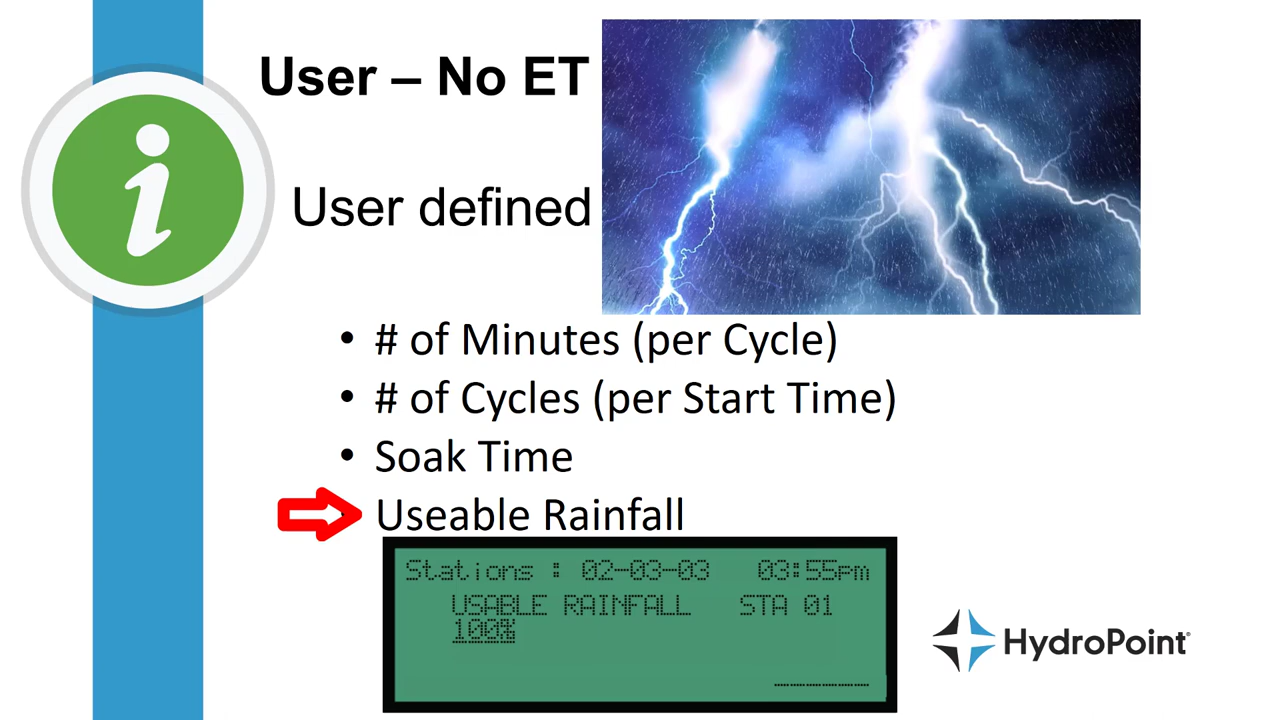 User – No ET
User defined
• # of Minutes (per Cycle)
• # of Cycles (per Start Time)
• Soak Time
Useable Rainfall
Stations : 02-03-03 03:55pm
USABLE RAINFALL STA 01
100%
HydroPoint